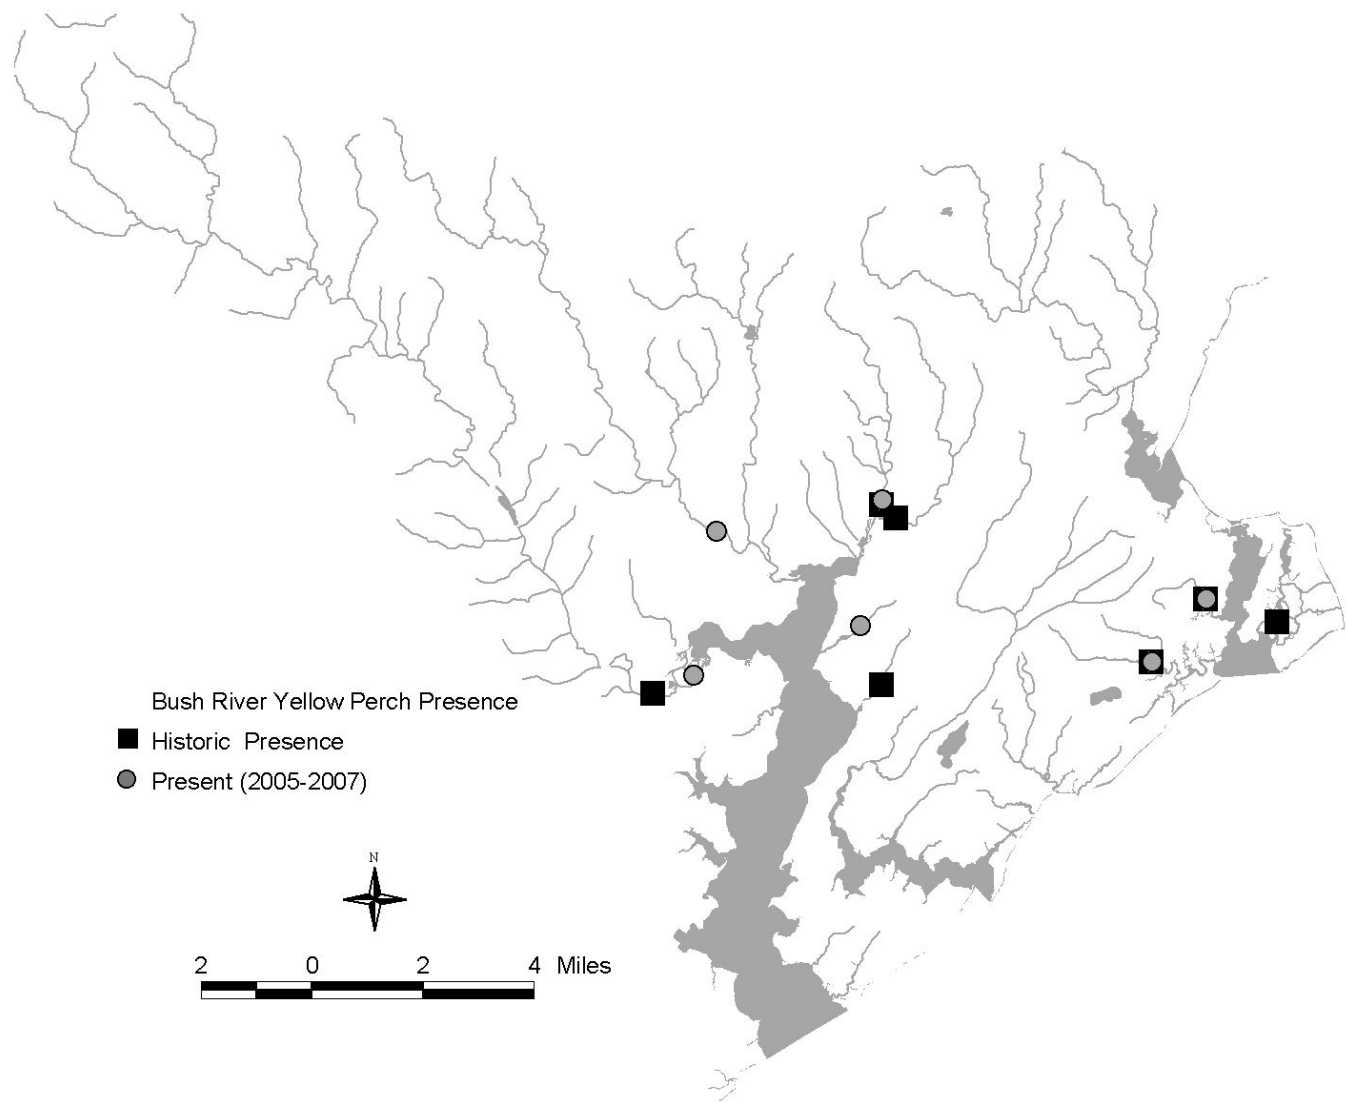 Bush River Yellow Perch Presence
Historic Presence
Present (2005-2007)
N
2 0 2 4 Miles